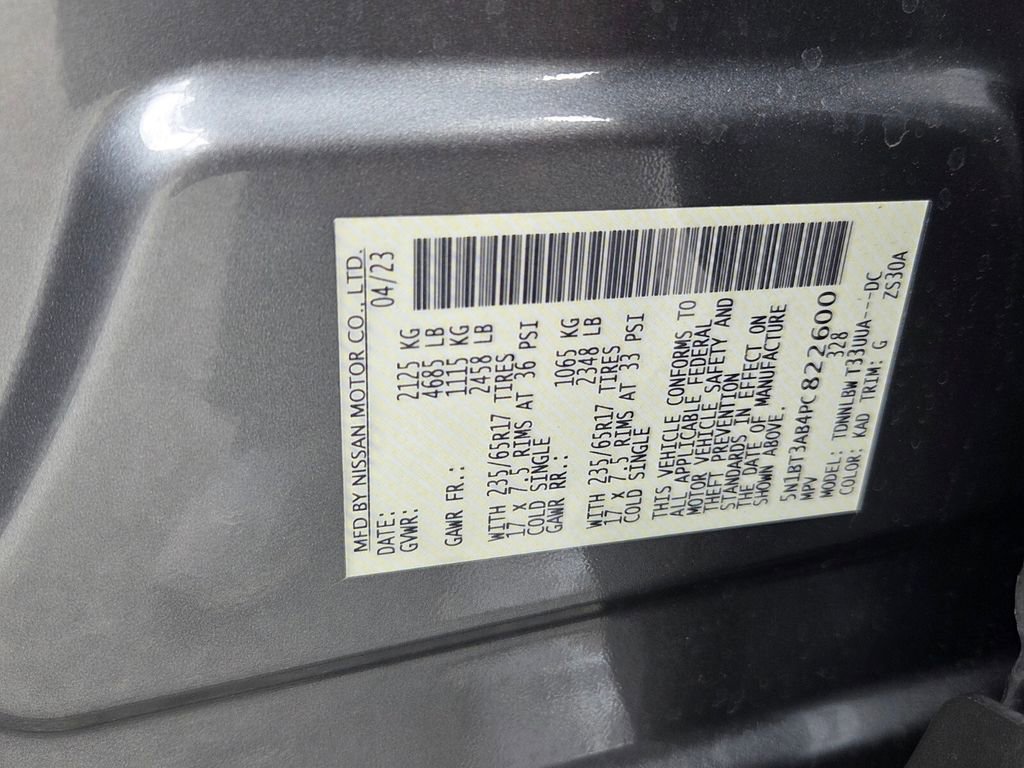 MFD BY NISSAN MOTOR CO., LTD.
DATE: 04/23
GVWR: 2125 KG
4685 LB
GAWR FR.: 1115 KG
2458 LB
WITH 235/65R17 TIRES
17 X 7.5 RIMS AT 36 PSI
COLD SINGLE
GAWR RR.: 1065 KG
2348 LB
WITH 235/65R17 TIRES
17 X 7.5 RIMS AT 33 PSI
COLD SINGLE
THIS VEHICLE CONFORMS TO
ALL APPLICABLE FEDERAL
MOTOR VEHICLE SAFETY AND
THEFT PREVENTION
STANDARDS IN EFFECT ON
THE DATE OF MANUFACTURE
SHOWN ABOVE.
5N1BT3AB4PC822600
MPV 328
MODEL: TDNNLBW T33UUA---DC
COLOR: KAD TRIM: G ZS30A